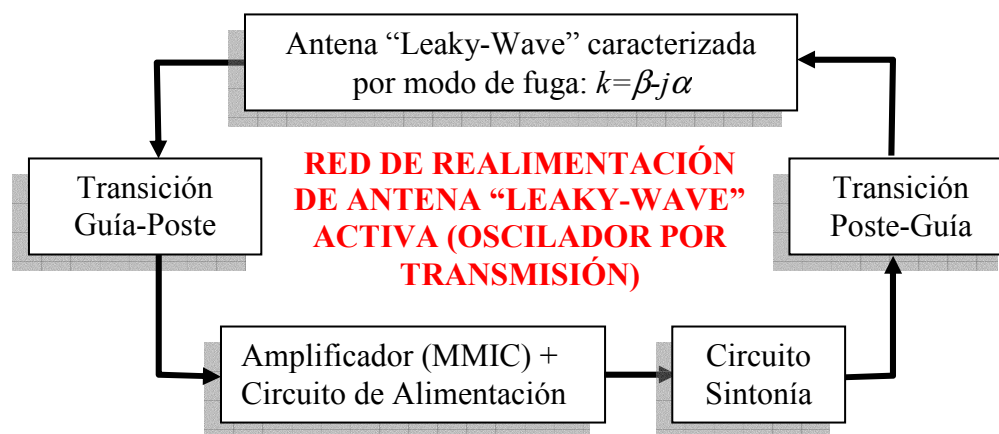 Antena “Leaky-Wave” caracterizada
por modo de fuga: k=β-jα
RED DE REALIMENTACIÓN
DE ANTENA “LEAKY-WAVE”
ACTIVA (OSCILADOR POR
TRANSMISIÓN)
Transición
Guía-Poste
Transición
Poste-Guía
Amplificador (MMIC) +
Circuito de Alimentación
Circuito
Sintonía